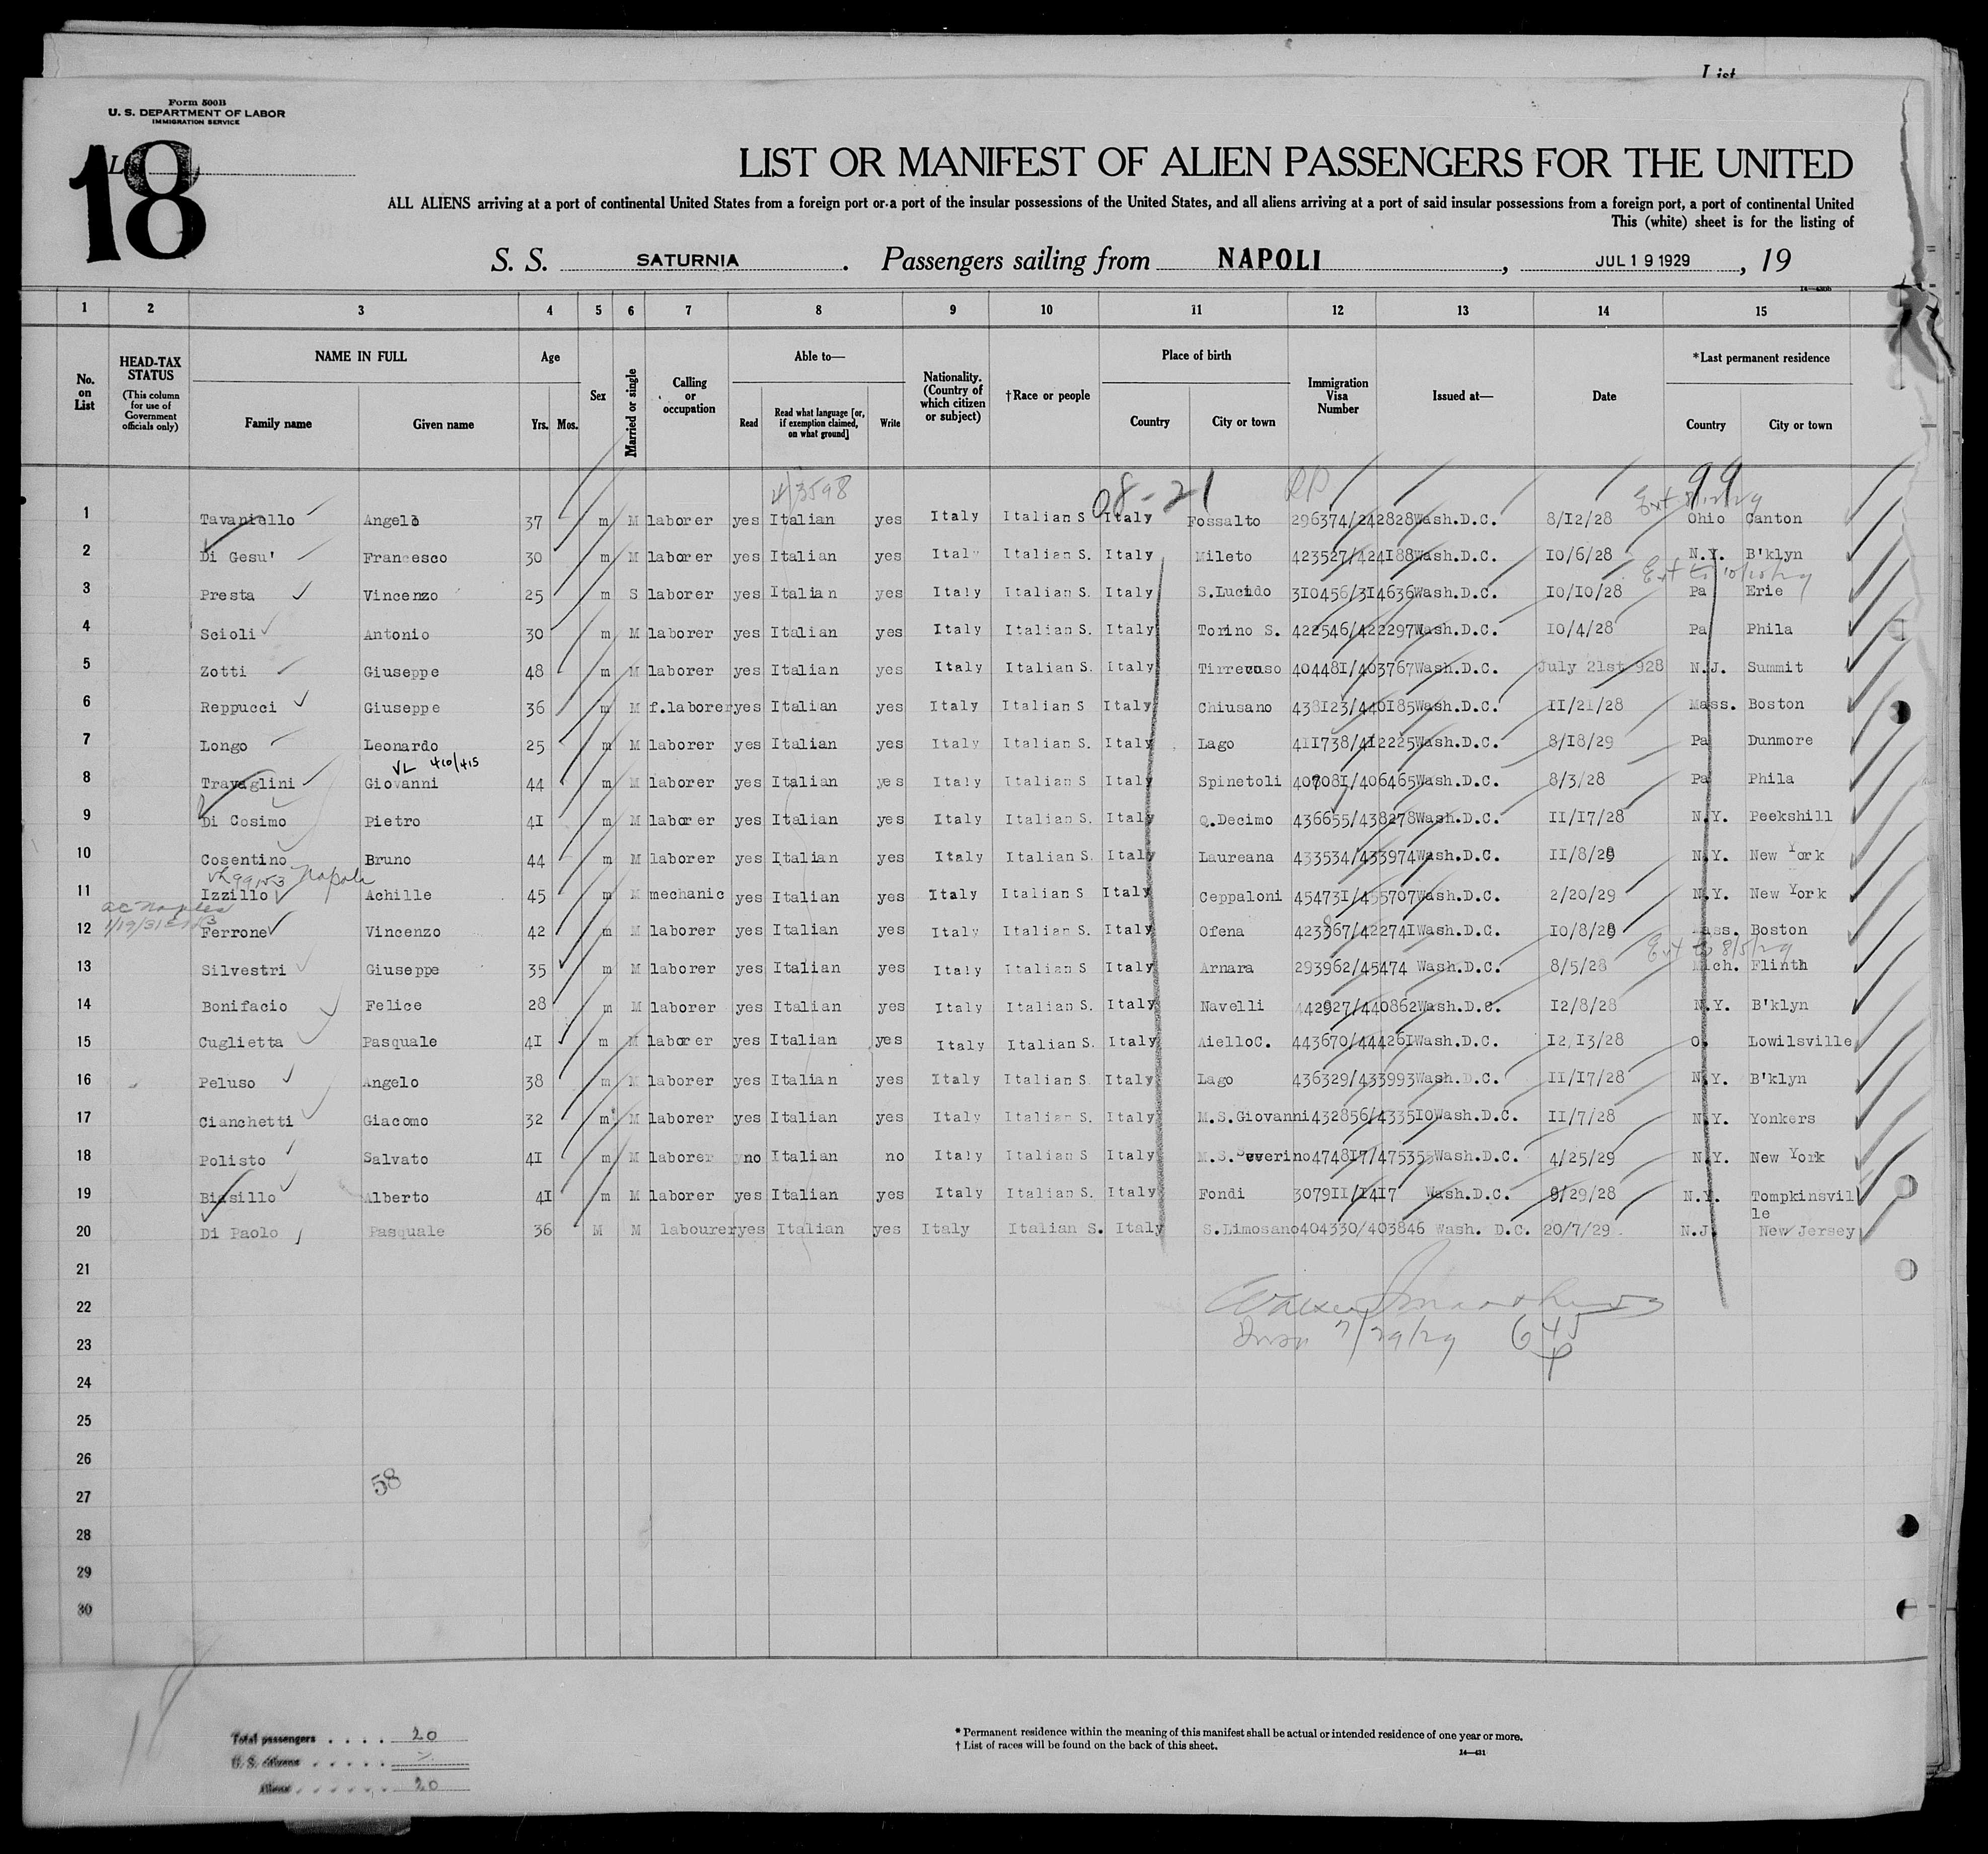 List
Form 500B
U. S. DEPARTMENT OF LABOR
IMMIGRATION SERVICE
18
LIST OR MANIFEST OF ALIEN PASSENGERS FOR THE UNITED
ALL ALIENS arriving at a port of continental United States from a foreign port or a port of the insular possessions of the United States, and all aliens arriving at a port of said insular possessions from a foreign port, a port of continental United
This (white) sheet is for the listing of
S. S. SATURNIA . Passengers sailing from NAPOLI , JUL 19 1929 , 19
1 2 3 4 5 6 7 8 9 10 11 12 13 14 15
No. on List
HEAD-TAX STATUS (This column for use of Government officials only)
NAME IN FULL Family name Given name
Age Yrs. Mos.
Sex
Married or single
Calling or occupation
Able to— Read Read what language [or, if exemption claimed, on what ground] Write
Nationality. (Country of which citizen or subject)
†Race or people
Place of birth Country City or town
Immigration Visa Number
Issued at—
Date
*Last permanent residence Country City or town
08-21 99
1 Tavaniello Angelo 37 m M laborer yes Italian yes Italy Italian S Italy Fossalto 296374/242828 Wash.D.C. 8/12/28 Ohio Canton
2 Di Gesu' Francesco 30 m M laborer yes Italian yes Italy Italian S. Italy Mileto 423527/424188 Wash.D.C. 10/6/28 N.Y. B'klyn
Ext to 10/10/29
3 Presta Vincenzo 25 m S laborer yes Italian yes Italy Italian S. Italy S.Lucido 310456/314636 Wash.D.C. 10/10/28 Pa Erie
4 Scioli Antonio 30 m M laborer yes Italian yes Italy Italian S. Italy Torino S. 422546/422297 Wash.D.C. 10/4/28 Pa Phila
5 Zotti Giuseppe 48 m M laborer yes Italian yes Italy Italian S. Italy 404481/403767 Wash.D.C. July 21st 928 N.J. Summit
6 Reppucci Giuseppe 36 m M f.laborer yes Italian yes Italy Italian S Italy Chiusano 438123/440185 Wash.D.C. 11/21/28 Mass. Boston
7 Longo Leonardo 25 m M laborer yes Italian yes Italy Italian S. Italy Lago 411738/412225 Wash.D.C. 8/18/29 Pa Dunmore
VL 410/415
8 Travaglini Giovanni 44 m M laborer yes Italian yes Italy Italian S Italy Spinetoli 407081/406465 Wash.D.C. 8/3/28 Pa Phila
9 Di Cosimo Pietro 41 m M laborer yes Italian yes Italy Italian S. Italy Q.Decimo 436655/438278 Wash.D.C. 11/17/28 N.Y. Peekshill
10 Cosentino Bruno 44 m M laborer yes Italian yes Italy Italian S. Italy Laureana 433534/433974 Wash.D.C. 11/8/28 N.Y. New York
11 Izzillo Achille 45 m M mechanic yes Italian yes Italy Italian S Italy Ceppaloni 454731/455707 Wash.D.C. 2/20/29 N.Y. New York
12 Ferrone Vincenzo 42 m M laborer yes Italian yes Italy Italian S. Italy Ofena 423867/422741 Wash.D.C. 10/8/28 Mass. Boston
Ext to 8/5/29
13 Silvestri Giuseppe 35 m M laborer yes Italian yes Italy Italian S Italy Arnara 293962/45474 Wash.D.C. 8/5/28 Mich. Flinth
14 Bonifacio Felice 28 m M laborer yes Italian yes Italy Italian S. Italy Navelli 442927/440862 Wash.D.C. 12/8/28 N.Y. B'klyn
15 Cuglietta Pasquale 41 m M laborer yes Italian yes Italy Italian S. Italy AielloC. 443670/444261 Wash.D.C. 12/13/28 O. Lowilsville
16 Peluso Angelo 38 m M laborer yes Italian yes Italy Italian S Italy Lago 436329/433993 Wash.D.C. 11/17/28 N.Y. B'klyn
17 Cianchetti Giacomo 32 m M laborer yes Italian yes Italy Italian S Italy M.S.Giovanni 432856/433510 Wash.D.C. 11/7/28 N.Y. Yonkers
18 Polisto Salvato 41 m M laborer no Italian no Italy Italian S Italy 474817/475355 Wash.D.C. 4/25/29 N.Y. New York
19 Biasillo Alberto 41 m M laborer yes Italian yes Italy Italian S. Italy Fondi 307911/1417 Wash.D.C. 9/29/28 N.Y. Tompkinsvil
le
20 Di Paolo Pasquale 36 M M labourer yes Italian yes Italy Italian S. Italy S.Limosano 404330/403846 Wash. D.C. 20/7/29 N.J. New Jersey
21
22
23 7/29/29
24
25
26
58
27
28
29
30
18
Total passengers 20
U. S. citizens
Aliens 20
* Permanent residence within the meaning of this manifest shall be actual or intended residence of one year or more.
† List of races will be found on the back of this sheet.
14—431